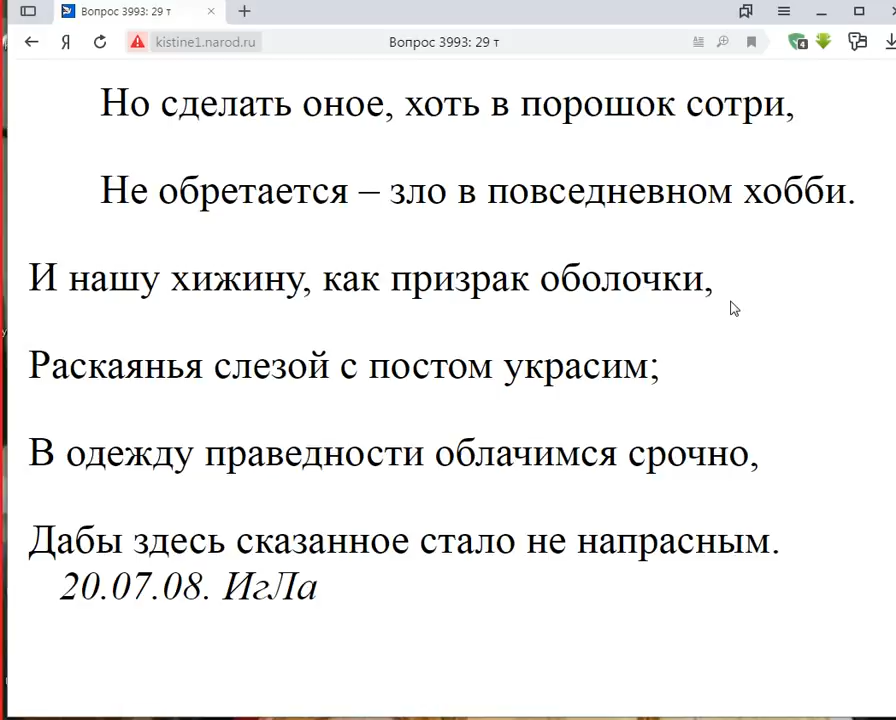 Вопрос 3993: 29 т
kistine1.narod.ru
Вопрос 3993: 29 т
4
Но сделать оное, хоть в порошок сотри,
Не обретается – зло в повседневном хобби.
И нашу хижину, как призрак оболочки,
Раскаянья слезой с постом украсим;
В одежду праведности облачимся срочно,
Дабы здесь сказанное стало не напрасным.
20.07.08. ИгЛа